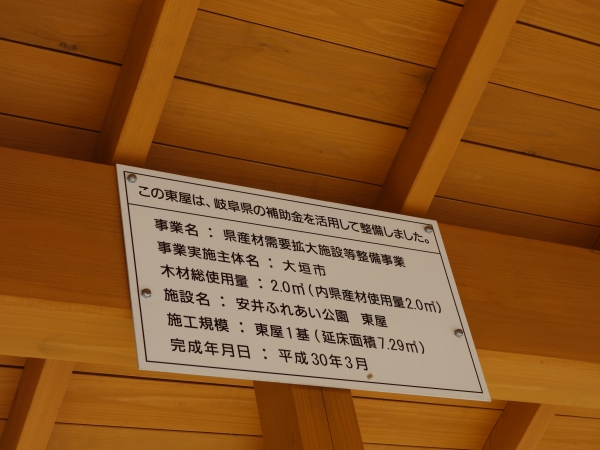 この東屋は、岐阜県の補助金を活用して整備しました。
事業名 : 県産材需要拡大施設等整備事業
事業実施主体名 : 大垣市
木材総使用量 : 2.0㎥(内県産材使用量2.0㎥)
施設名 : 安井ふれあい公園 東屋
施工規模 : 東屋1基(延床面積7.29㎡)
完成年月日 : 平成30年3月